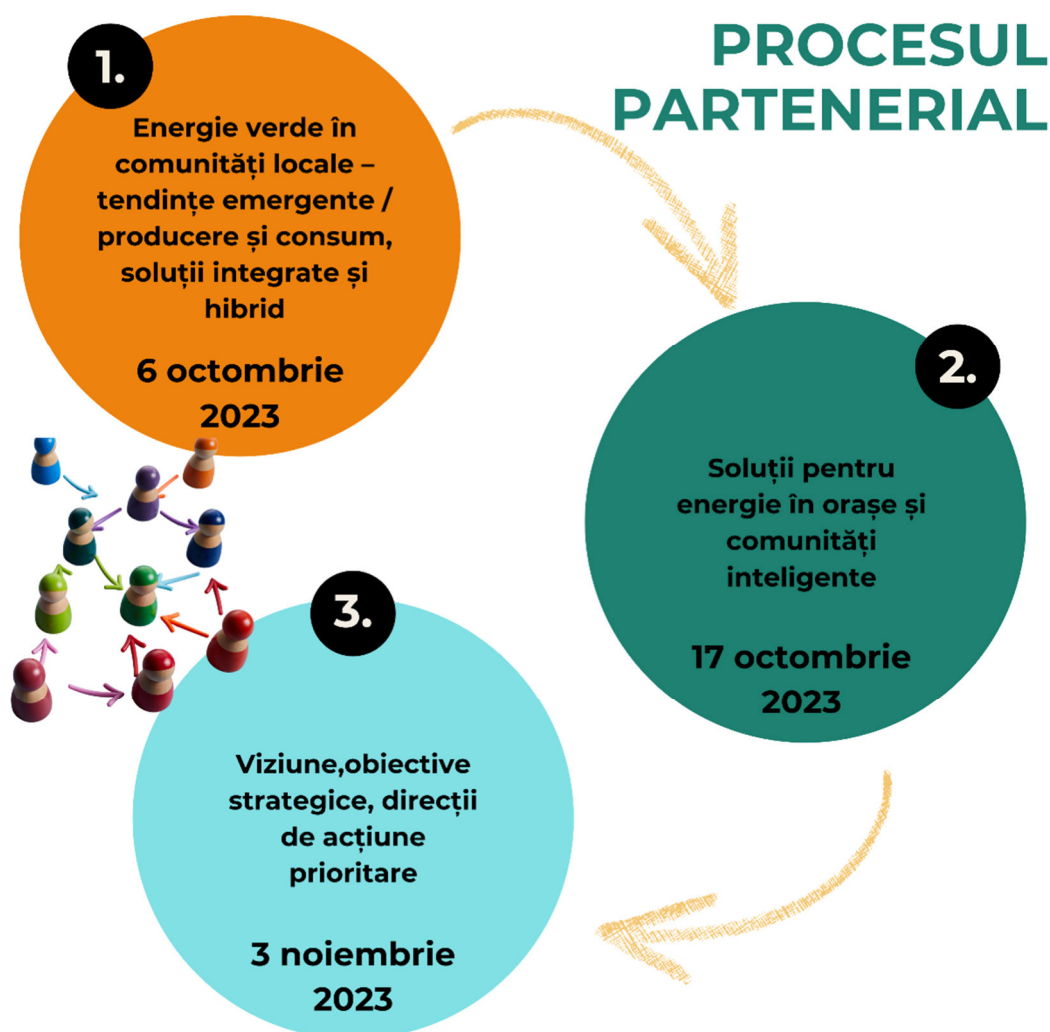 PROCESUL
PARTENERIAL
1.
Energie verde în
comunități locale –
tendințe emergente /
producere și consum,
soluții integrate și
hibrid
6 octombrie
2023
2.
Soluții pentru
energie în orașe și
comunități
inteligente
17 octombrie
2023
3.
Viziune,obiective
strategice, direcții
de acțiune
prioritare
3 noiembrie
2023